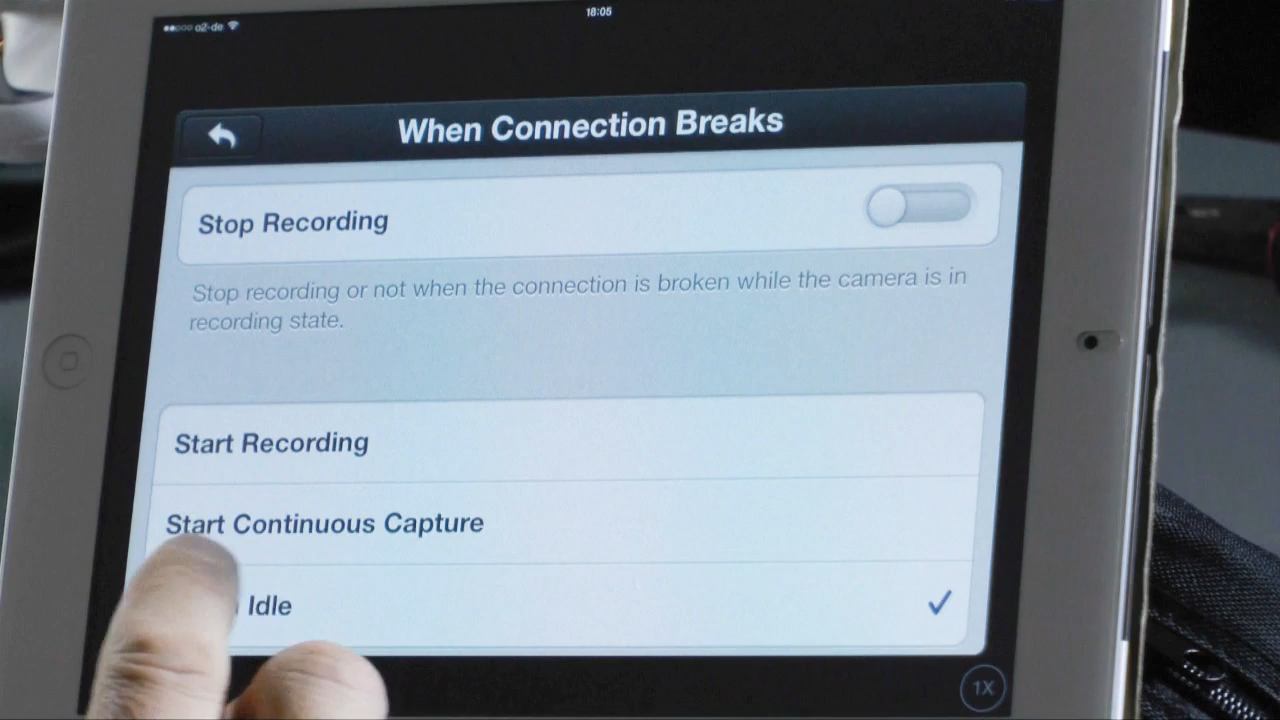 o2-de
18:05
When Connection Breaks
Stop Recording
Stop recording or not when the connection is broken while the camera is in
recording state.
Start Recording
Start Continuous Capture
Idle
1X